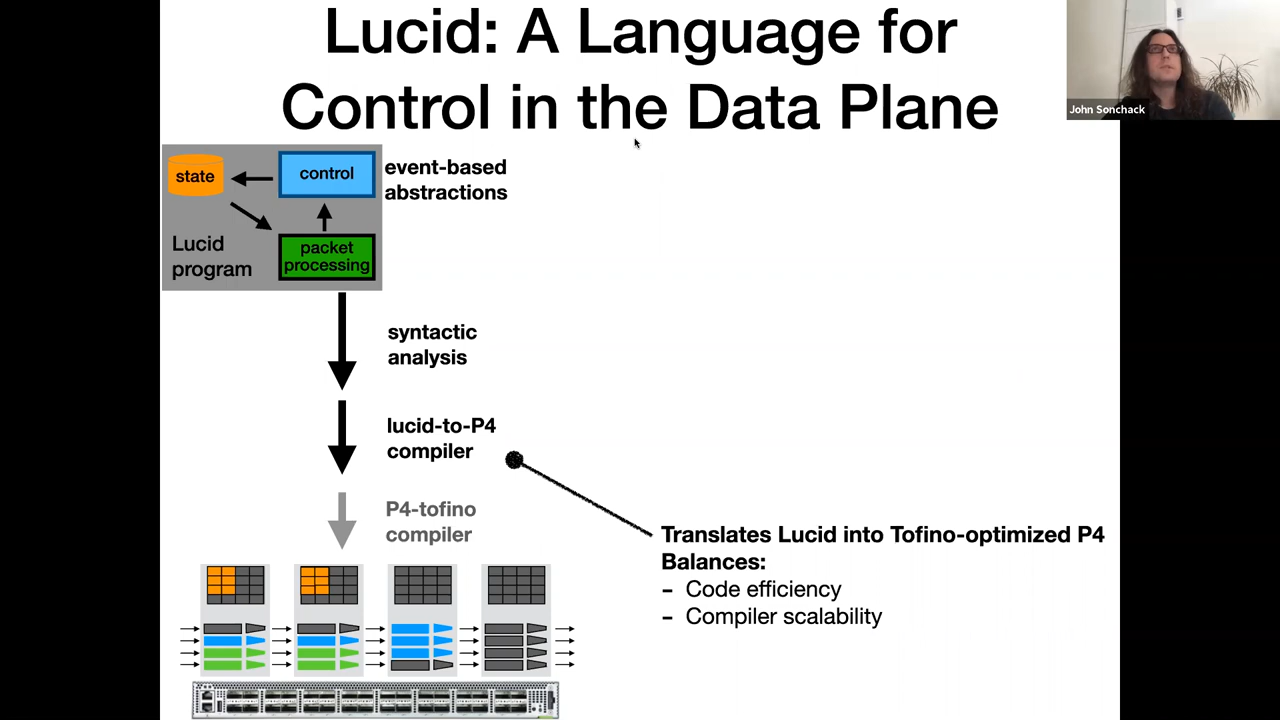 Lucid: A Language for
Control in the Data Plane
John Sonchack
state
control
event-based
abstractions
Lucid
program
packet
processing
syntactic
analysis
lucid-to-P4
compiler
P4-tofino
compiler
Translates Lucid into Tofino-optimized P4
Balances:
- Code efficiency
- Compiler scalability